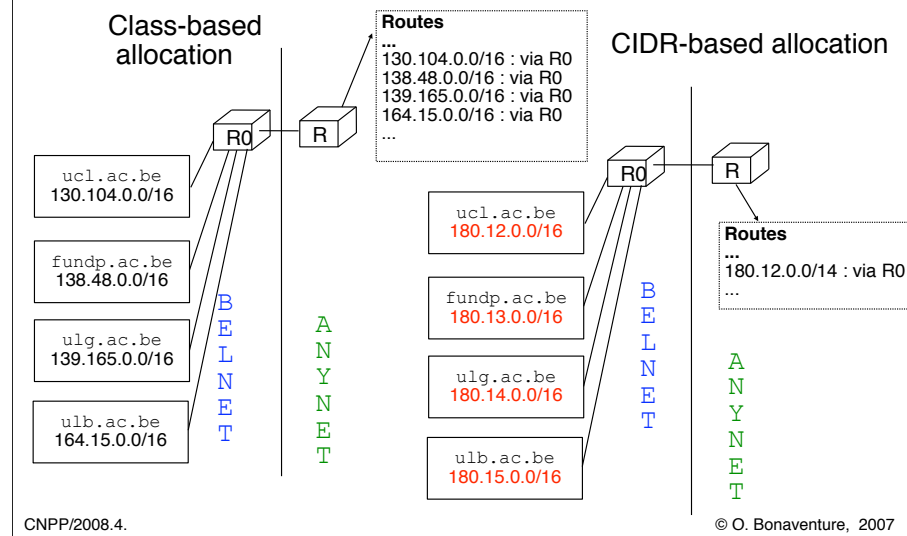 Class-based
allocation
Routes
...
130.104.0.0/16 : via R0
138.48.0.0/16 : via R0
139.165.0.0/16 : via R0
164.15.0.0/16 : via R0
...
R0
R
ucl.ac.be
130.104.0.0/16
fundp.ac.be
138.48.0.0/16
ulg.ac.be
139.165.0.0/16
ulb.ac.be
164.15.0.0/16
BELNET
ANYNET
CIDR-based allocation
R0
R
ucl.ac.be
180.12.0.0/16
fundp.ac.be
180.13.0.0/16
ulg.ac.be
180.14.0.0/16
ulb.ac.be
180.15.0.0/16
BELNET
Routes
...
180.12.0.0/14 : via R0
...
ANYNET
CNPP/2008.4.
© O. Bonaventure, 2007